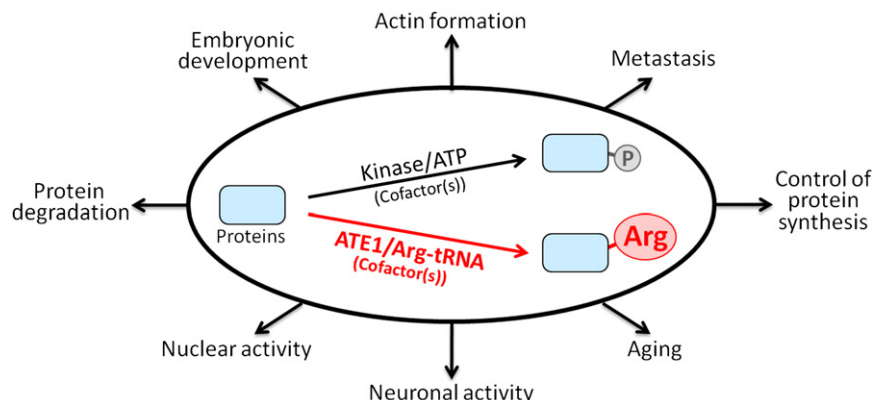 Actin formation
Embryonic
development
Metastasis
Kinase/ATP
(Cofactor(s))
P
Protein
degradation
Proteins
Control of
protein
synthesis
ATE1/Arg-tRNA
(Cofactor(s))
Arg
Nuclear activity
Aging
Neuronal activity